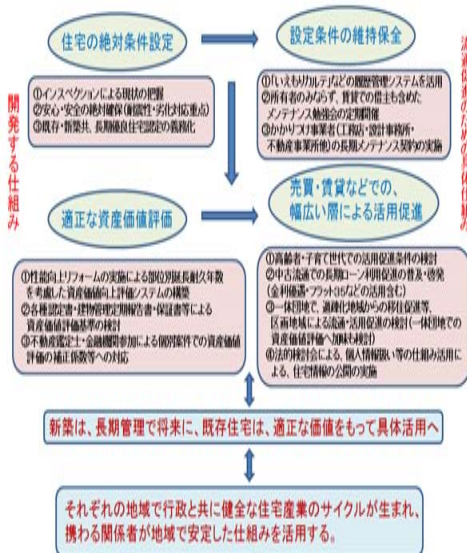 住宅の絶対条件設定
設定条件の維持保全
開発する仕組み
流通促進のための具体仕組み
①インスペクションによる現状の把握
②安心・安全の絶対確保(耐震性・劣化対応重点)
③既存・新築共、長期優良住宅認定の義務化
①「いえもりカルテ」などの履歴管理システムを活用
②所有者のみならず、賃貸での借主も含めた
メンテナンス勉強会の定期開催
③かかりつけ事業者(工務店・設計事務所・
不動産事業所他)の長期メンテナンス契約の実施
適正な資産価値評価
売買・賃貸などでの、
幅広い層による活用促進
①性能向上リフォームの実施による部位別延長耐久年数
を考慮した資産価値向上評価システムの構築
②各種認定書・建物管理定期報告書・保証書等による
資産価値評価基準の検討
③不動産鑑定士・金融機関参加による個別案件での資産価値
評価の補正係数等への対応
①高齢者・子育て世代での活用促進条件の検討
②中古流通での長期ローン利用促進の普及・啓発
(金利優遇・フラット35などの活用含む)
③一体団地で、過疎化地域からの移住促進等、
区画地域による流通・活用促進の検討(一体団地での
資産価値評価へ加味も検討)
④法的検討会による、個人情報扱い等の仕組み活用
による、住宅情報の公開の実施
新築は、長期管理で将来に、既存住宅は、適正な価値をもって具体活用へ
それぞれの地域で行政と共に健全な住宅産業のサイクルが生まれ、
携わる関係者が地域で安定した仕組みを活用する。